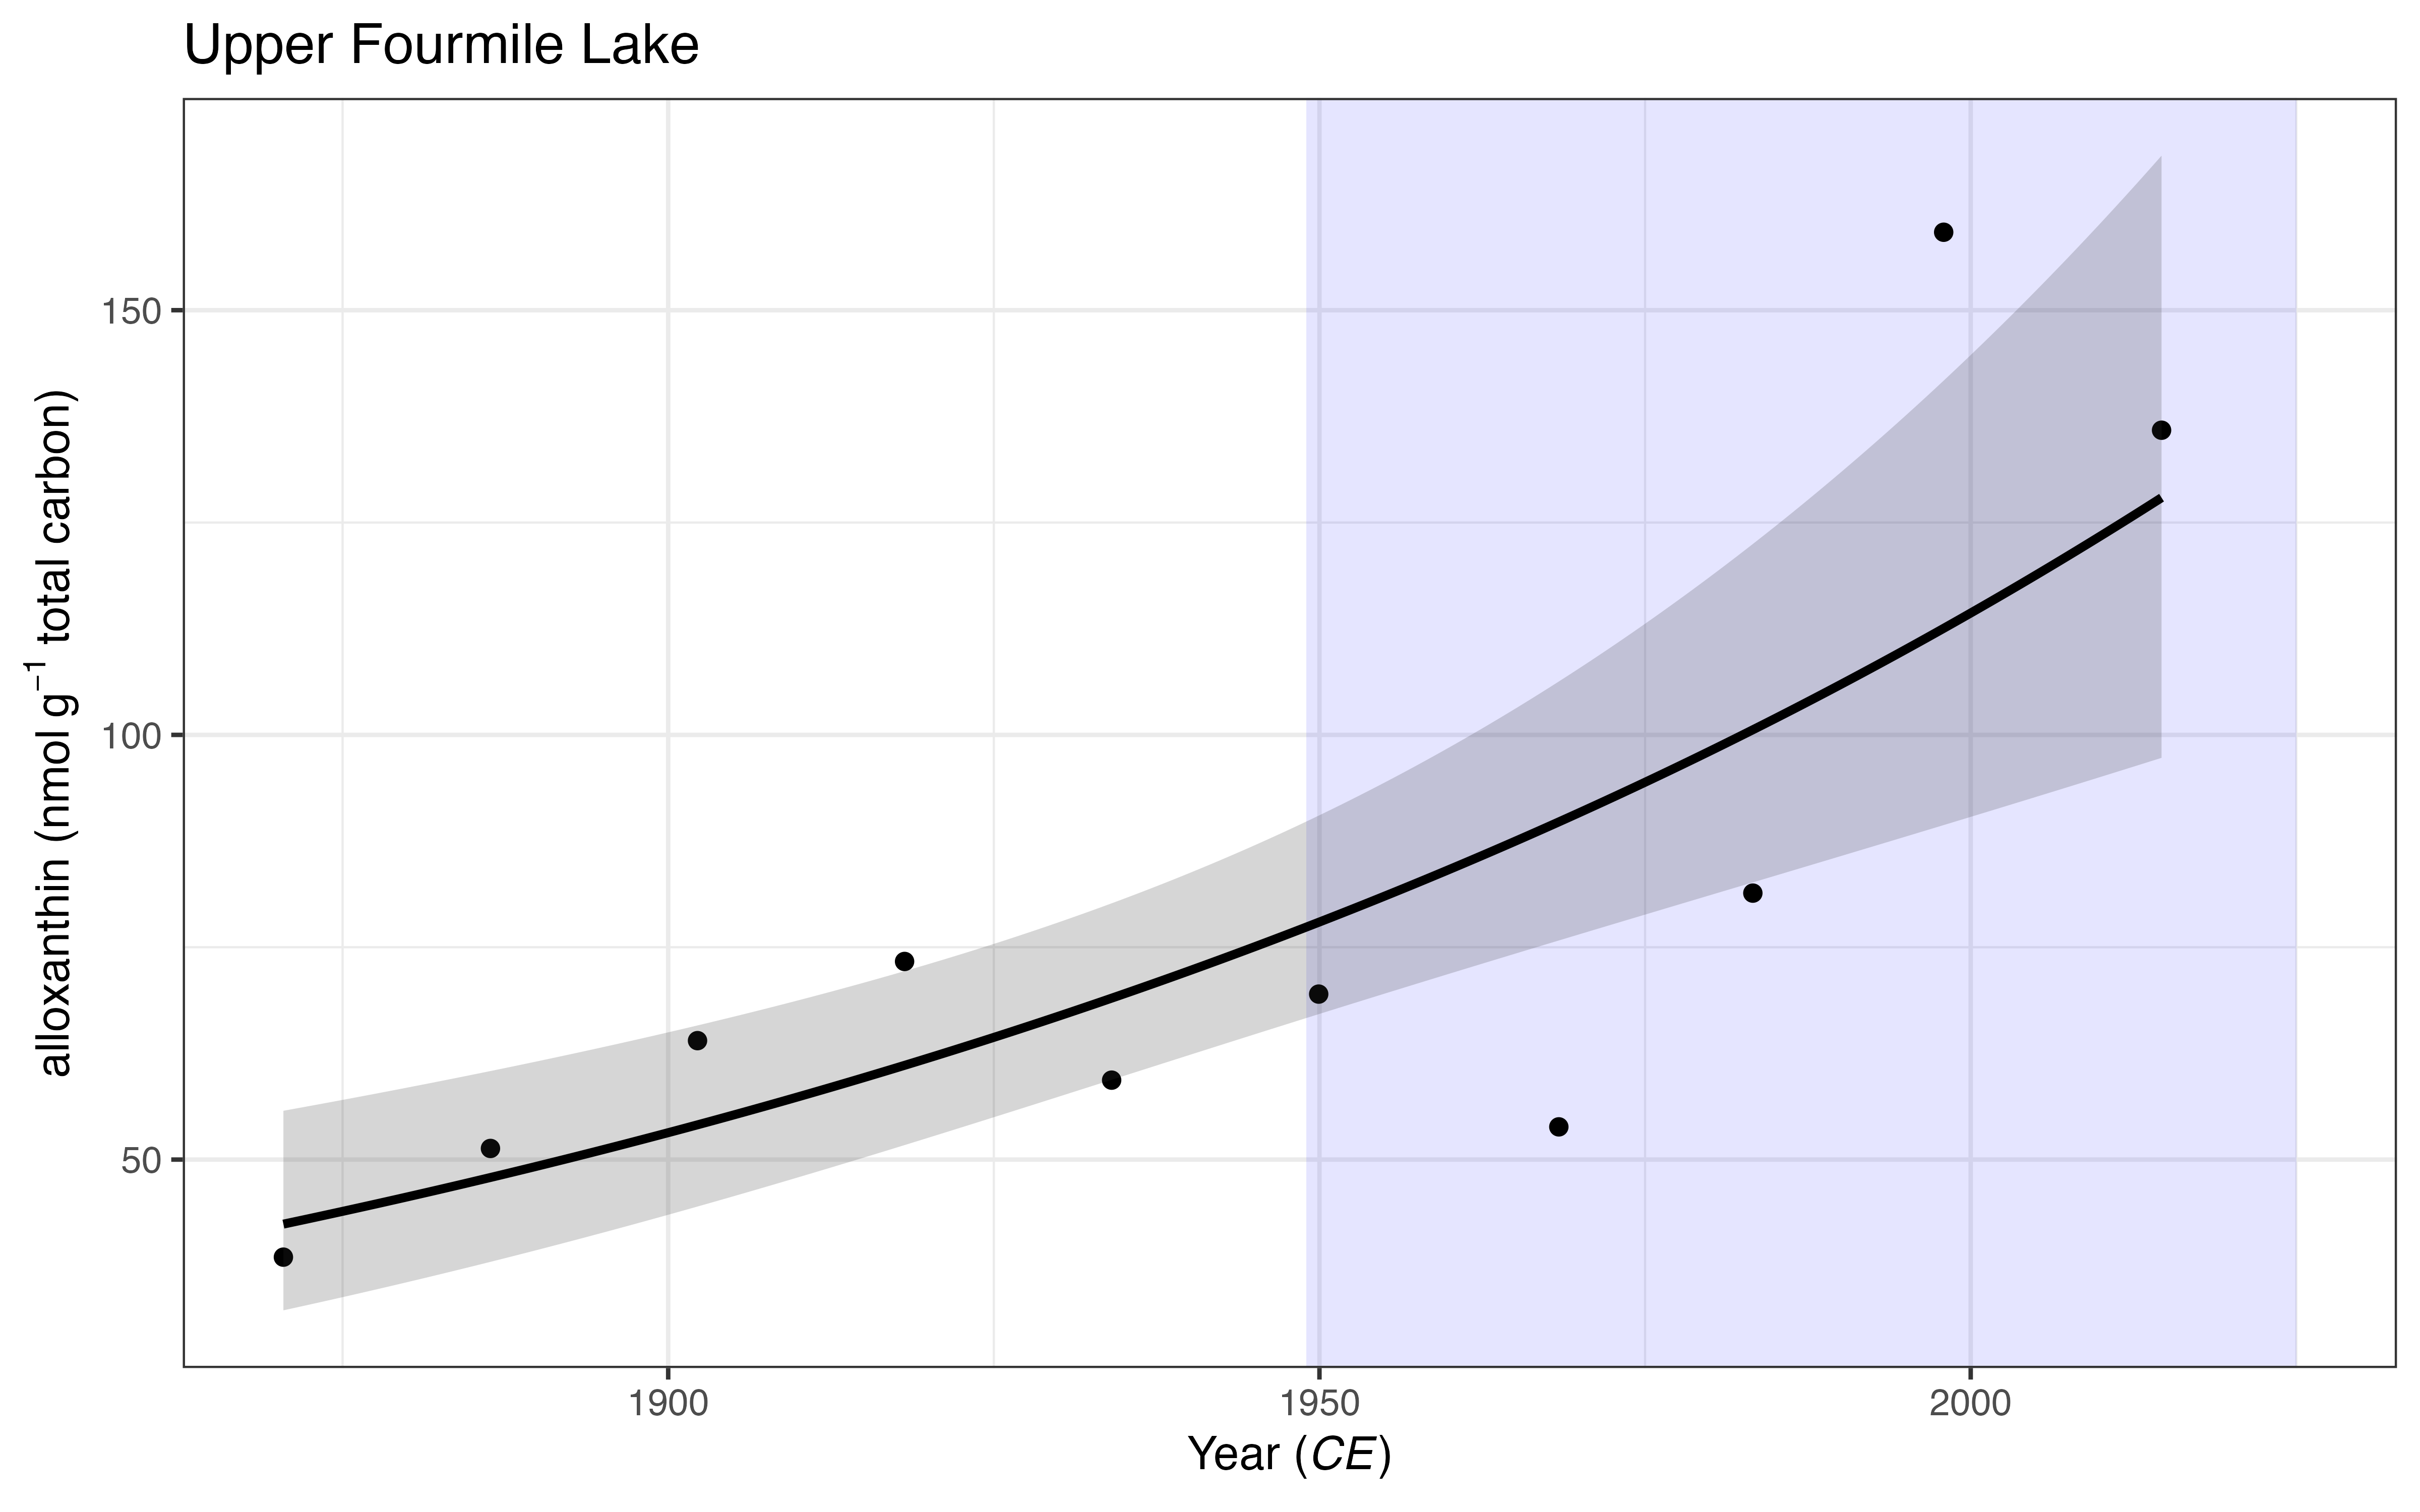 Upper Fourmile Lake
alloxanthin (nmol g⁻¹ total carbon)
150
100
50
1900
1950
2000
Year (CE)